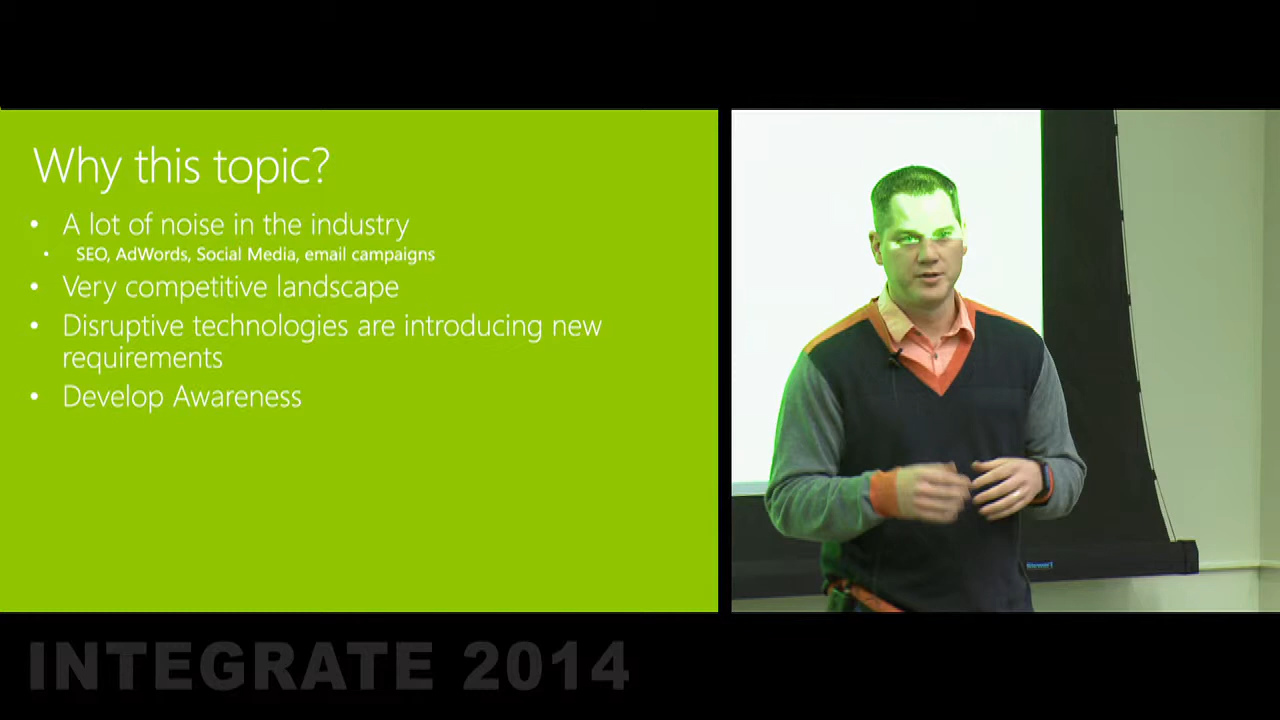 Why this topic?
• A lot of noise in the industry
• SEO, AdWords, Social Media, email campaigns
• Very competitive landscape
• Disruptive technologies are introducing new
requirements
• Develop Awareness
Stewart
INTEGRATE 2014